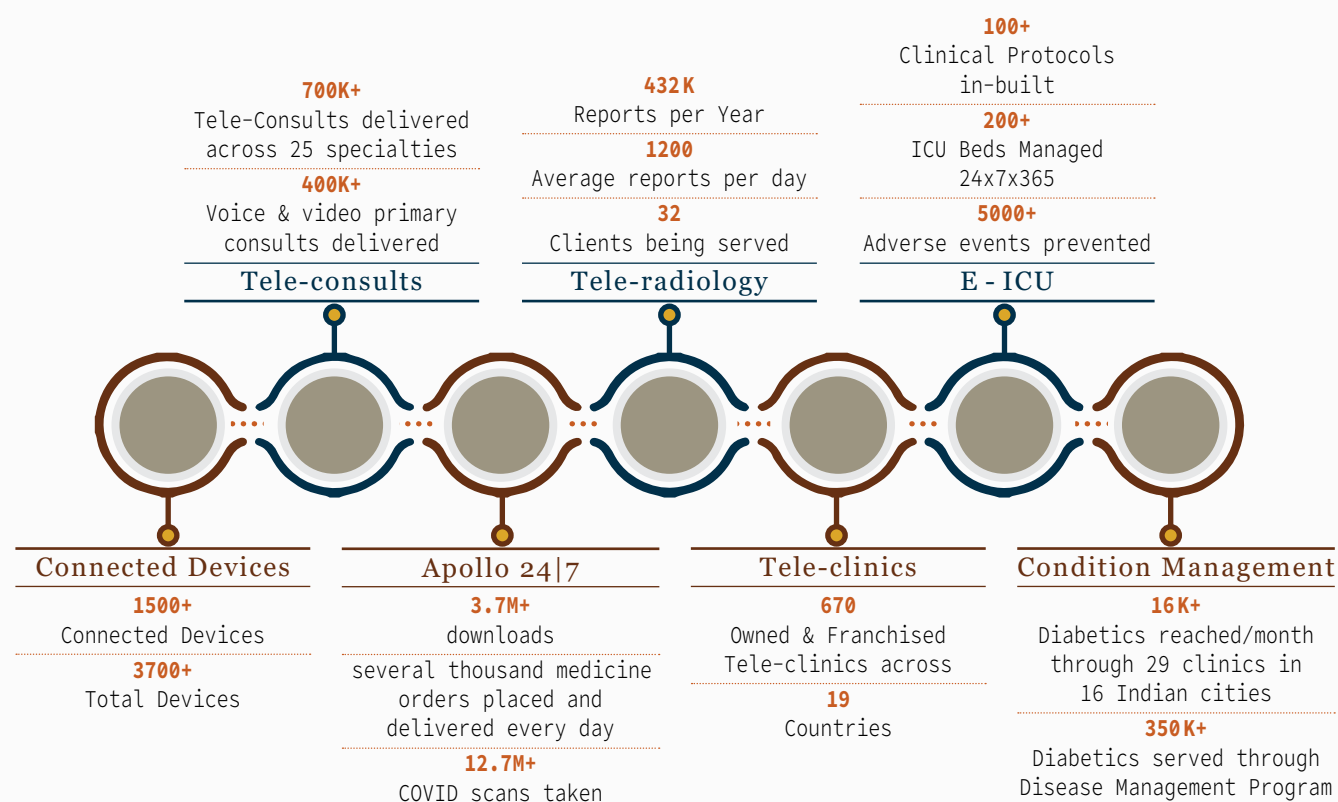 700K+
Tele-Consults delivered
across 25 specialties
400K+
Voice & video primary
consults delivered
Tele-consults
432K
Reports per Year
1200
Average reports per day
32
Clients being served
Tele-radiology
100+
Clinical Protocols
in-built
200+
ICU Beds Managed
24x7x365
5000+
Adverse events prevented
E - ICU
Connected Devices
1500+
Connected Devices
3700+
Total Devices
Apollo 24|7
3.7M+
downloads
several thousand medicine
orders placed and
delivered every day
12.7M+
COVID scans taken
Tele-clinics
670
Owned & Franchised
Tele-clinics across
19
Countries
Condition Management
16K+
Diabetics reached/month
through 29 clinics in
16 Indian cities
350K+
Diabetics served through
Disease Management Program